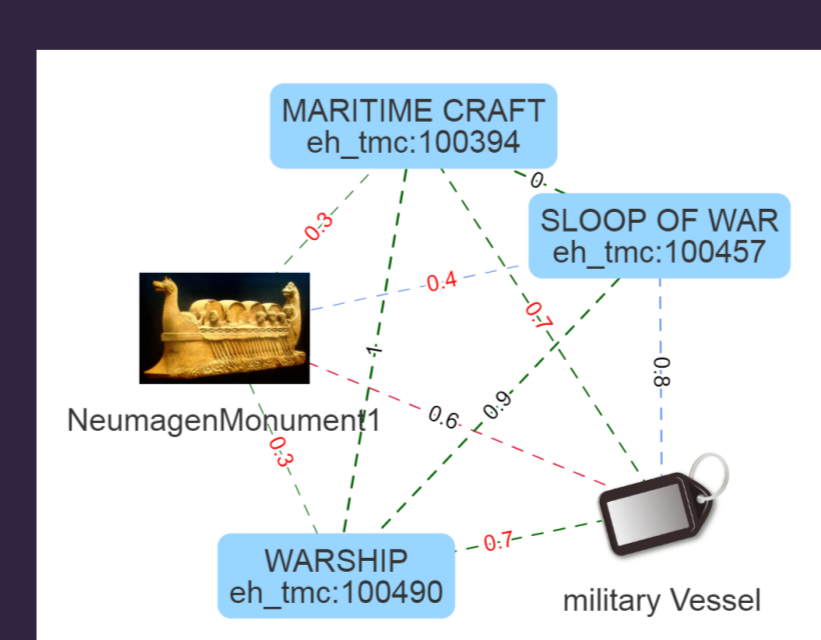 MARITIME CRAFT
eh_tmc:100394
0.
SLOOP OF WAR
eh_tmc:100457
0.3
0.4
0.7
1
0.8
0.9
0.6
NeumagenMonument1
0.3
0.7
WARSHIP
eh_tmc:100490
military Vessel